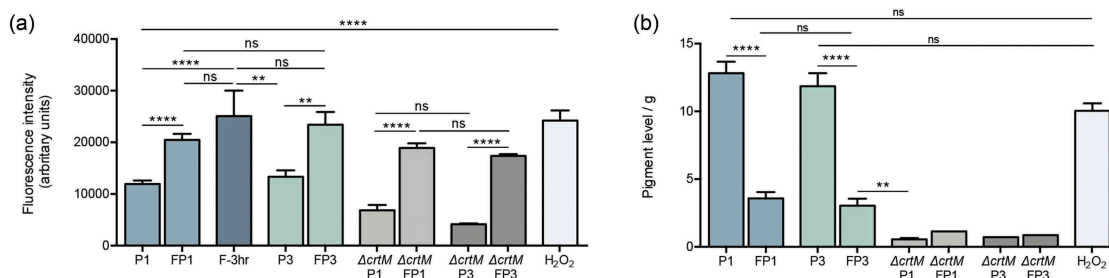 (a)
Fluorescence intensity
(arbritary units)
40000
30000
20000
10000
0
****
ns
****
ns
ns
**
****
**
ns
****
ns
****
P1 FP1 F-3hr P3 FP3 ΔcrtM P1 ΔcrtM FP1 ΔcrtM P3 ΔcrtM FP3 H₂O₂
(b)
Pigment level / g
15
10
5
0
ns
ns
ns
****
****
**
P1 FP1 P3 FP3 ΔcrtM P1 ΔcrtM FP1 ΔcrtM P3 ΔcrtM FP3 H₂O₂